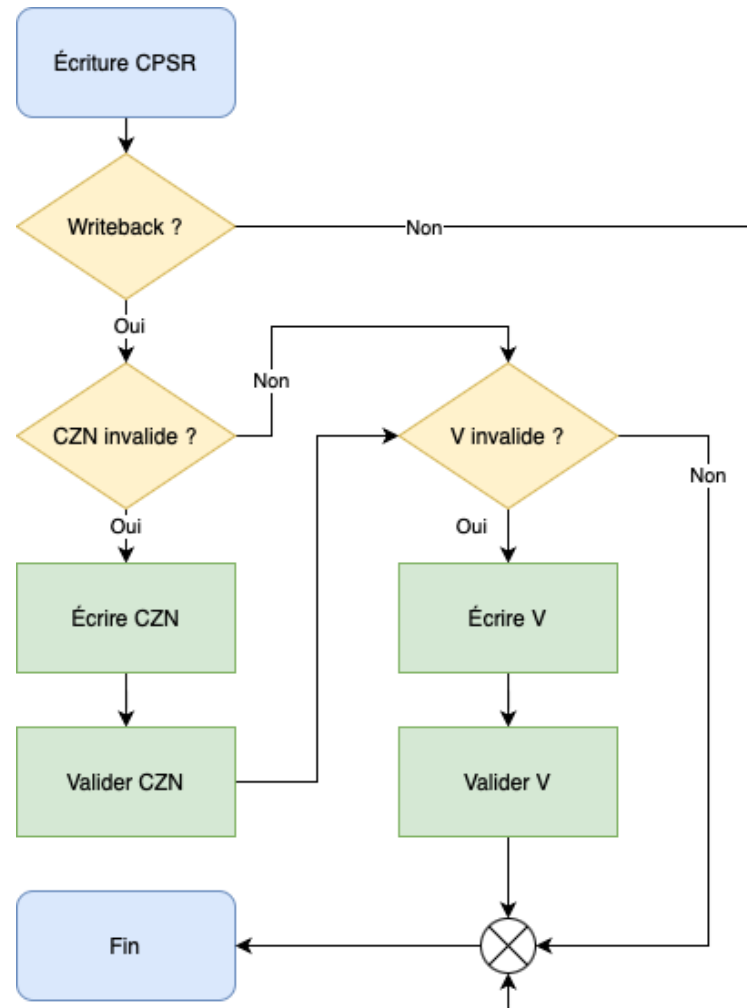 Écriture CPSR
Writeback ?
Non
Oui
Non
CZN invalide ?
V invalide ?
Non
Oui
Oui
Écrire CZN
Écrire V
Valider CZN
Valider V
Fin